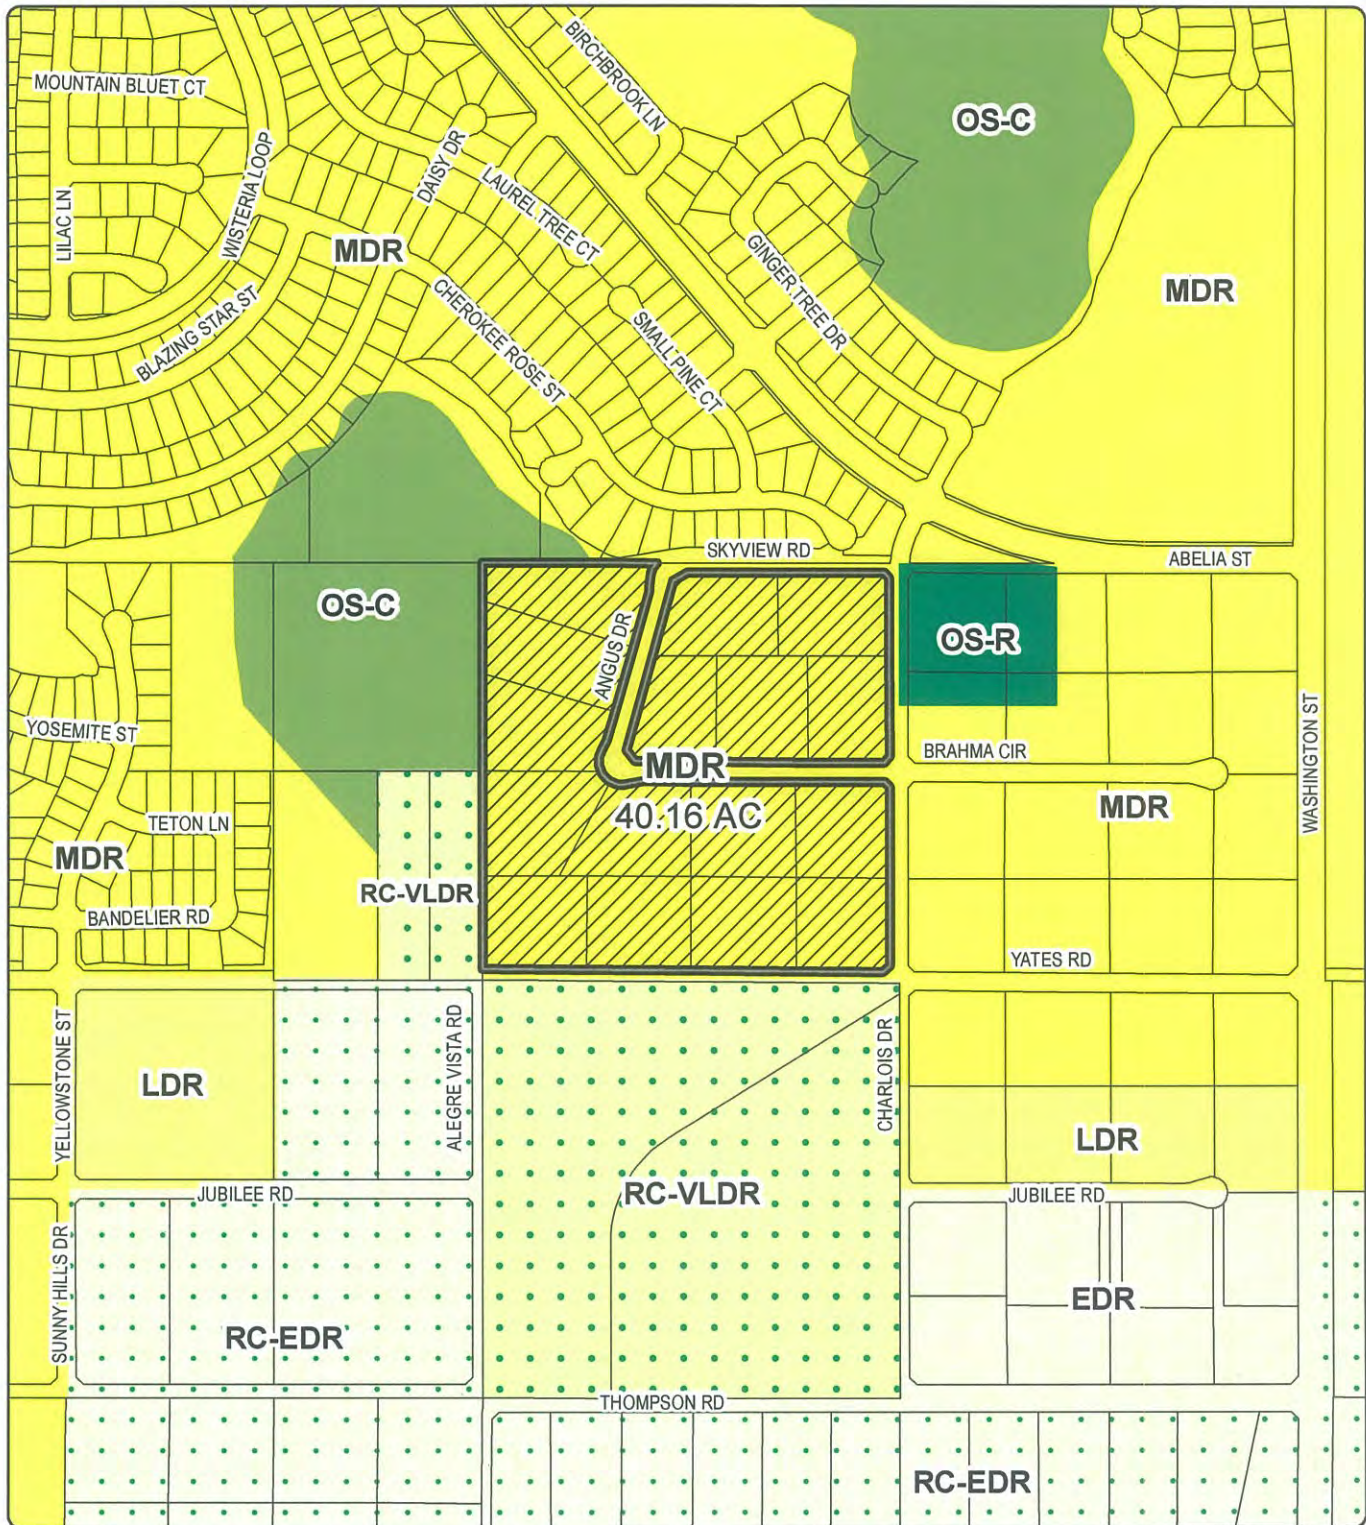 BIRCHBROOK LN
MOUNTAIN BLUET CT
OS-C
DAISY DR
WISTERIA LOOP
LAUREL TREE CT
LILAC LN
MDR
GINGER TREE DR
MDR
CHEROKEE ROSE ST
BLAZING STAR ST
SMALL PINE CT
SKYVIEW RD
ABELIA ST
OS-C
OS-R
ANGUS DR
YOSEMITE ST
BRAHMA CIR
WASHINGTON ST
MDR
40.16 AC
MDR
TETON LN
MDR
RC-VLDR
BANDELIER RD
YATES RD
YELLOWSTONE ST
ALEGRE VISTA RD
CHARLOIS DR
LDR
LDR
RC-VLDR
JUBILEE RD
JUBILEE RD
SUNNY HILLS DR
EDR
RC-EDR
THOMPSON RD
RC-EDR